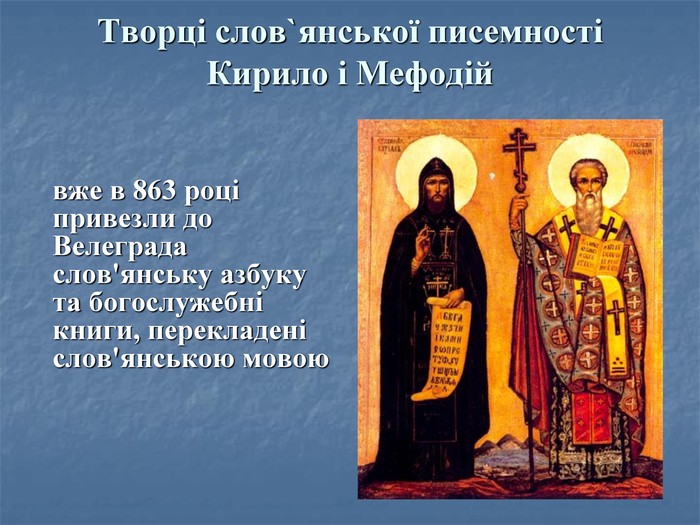 Творці слов`янської писемності
Кирило і Мефодій
вже в 863 році
привезли до
Велеграда
слов'янську азбуку
та богослужебні
книги, перекладені
слов'янською мовою